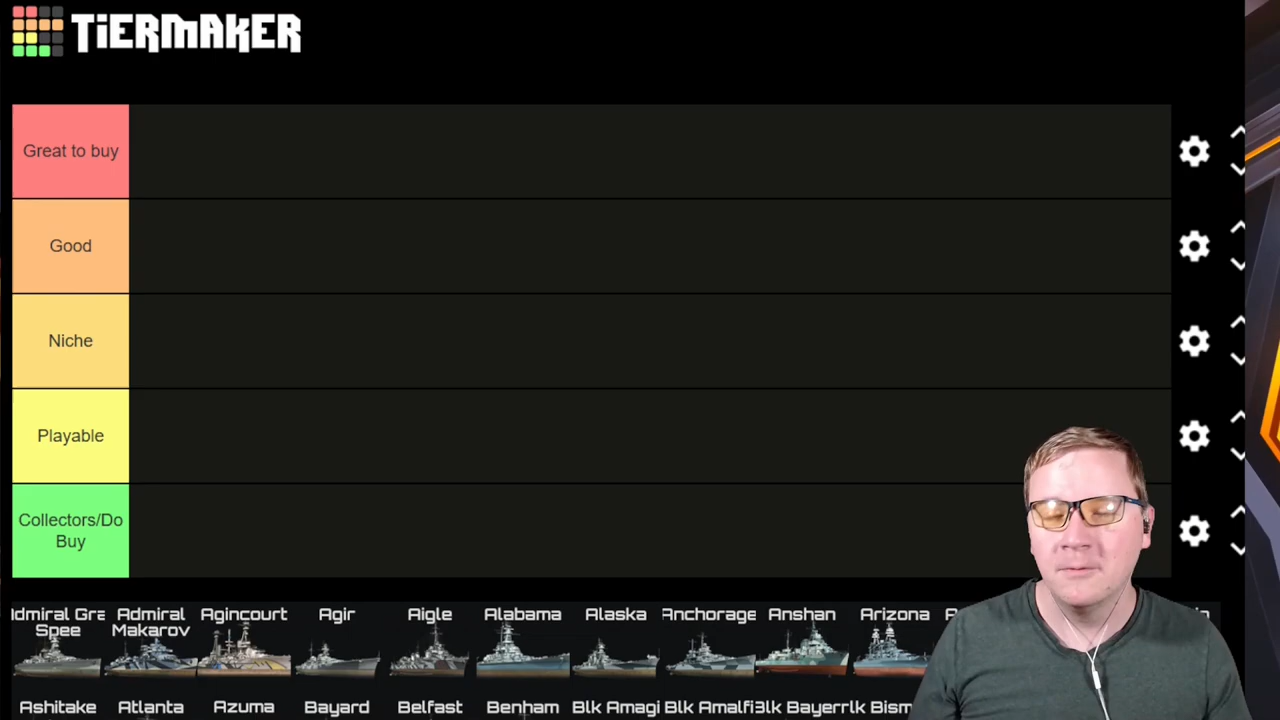 TIERMAKER
Great to buy
Good
Niche
Playable
Collectors/Do
Buy
Admiral Gra
Spee
Admiral
Makarov
Agincourt
Agir
Aigle
Alabama
Alaska
Anchorage
Anshan
Arizona
Ashitake
Atlanta
Azuma
Bayard
Belfast
Benham
Blk Amagi
Blk Amalfi
Blk Bayern
Blk Bism